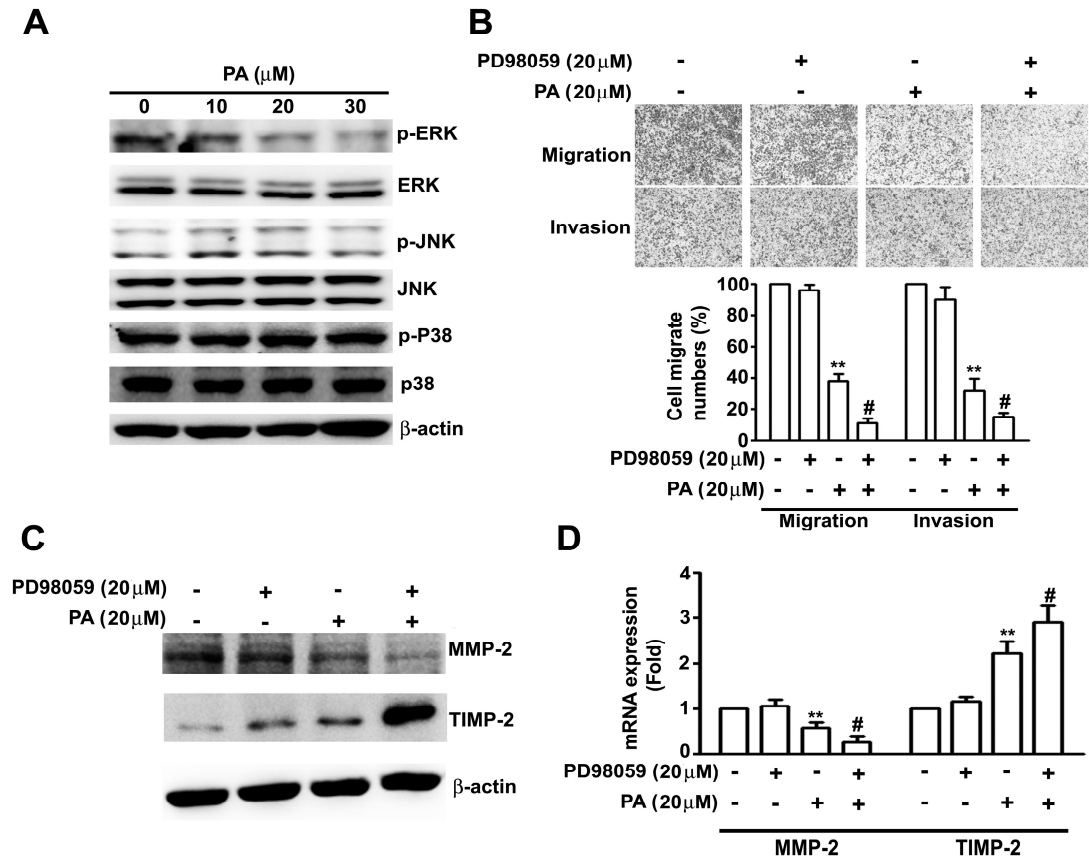 A
PA (μM)
0 10 20 30
p-ERK
ERK
p-JNK
JNK
p-P38
p38
β-actin
B
PD98059 (20μM) - + - +
PA (20μM) - - + +
Migration
Invasion
Cell migrate
numbers (%)
100
80
60
40
20
0
** # ** #
PD98059 (20μM) - + - + - + - +
PA (20μM) - - + + - - + +
Migration Invasion
C
PD98059 (20μM) - + - +
PA (20μM) - - + +
MMP-2
TIMP-2
β-actin
D
mRNA expression
(Fold)
4
3
2
1
0
** # ** #
PD98059 (20μM) - + - + - + - +
PA (20μM) - - + + - - + +
MMP-2 TIMP-2